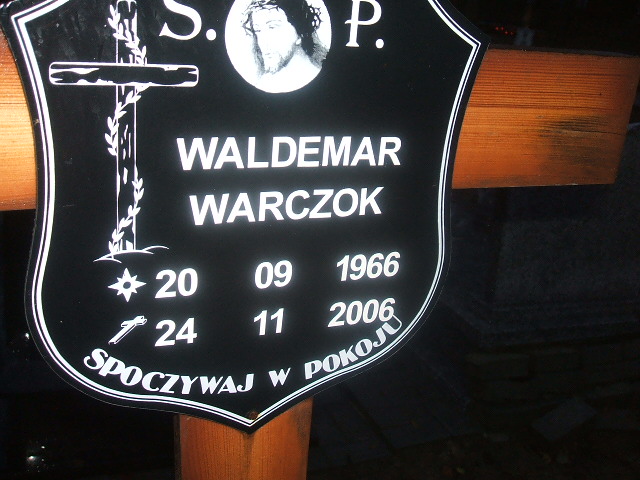 S. P.
WALDEMAR
WARCZOK
20 09 1966
24 11 2006
SPOCZYWAJ W POKOJU